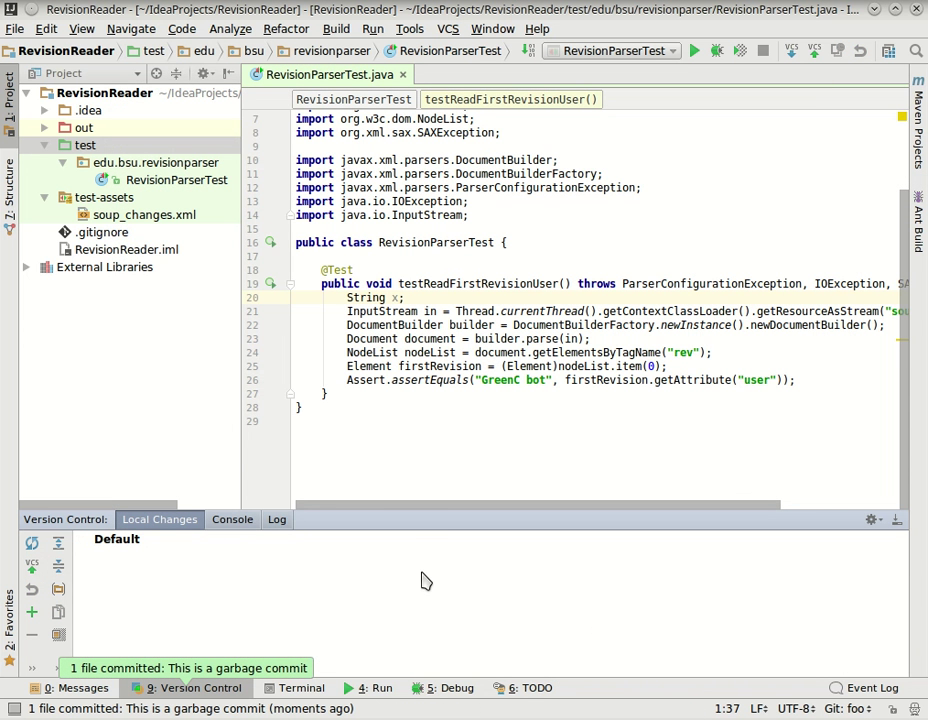 RevisionReader - [~/IdeaProjects/RevisionReader] - [RevisionReader] - ~/IdeaProjects/RevisionReader/test/edu/bsu/revisionparser/RevisionParserTest.java - I...
File Edit View Navigate Code Analyze Refactor Build Run Tools VCS Window Help
RevisionReader test edu bsu revisionparser RevisionParserTest RevisionParserTest
Project
RevisionParserTest.java
1: Project
7: Structure
2: Favorites
RevisionReader ~/IdeaProjects/
.idea
out
test
edu.bsu.revisionparser
RevisionParserTest
test-assets
soup_changes.xml
.gitignore
RevisionReader.iml
External Libraries
RevisionParserTest testReadFirstRevisionUser()
7 import org.w3c.dom.NodeList;
8 import org.xml.sax.SAXException;
9
10 import javax.xml.parsers.DocumentBuilder;
11 import javax.xml.parsers.DocumentBuilderFactory;
12 import javax.xml.parsers.ParserConfigurationException;
13 import java.io.IOException;
14 import java.io.InputStream;
15
16 public class RevisionParserTest {
17
18 @Test
19 public void testReadFirstRevisionUser() throws ParserConfigurationException, IOException, SA
20 String x;
21 InputStream in = Thread.currentThread().getContextClassLoader().getResourceAsStream("sou
22 DocumentBuilder builder = DocumentBuilderFactory.newInstance().newDocumentBuilder();
23 Document document = builder.parse(in);
24 NodeList nodeList = document.getElementsByTagName("rev");
25 Element firstRevision = (Element)nodeList.item(0);
26 Assert.assertEquals("GreenC bot", firstRevision.getAttribute("user"));
27 }
28 }
29
Maven Projects
Ant Build
Version Control: Local Changes Console Log
Default
1 file committed: This is a garbage commit
0: Messages 9: Version Control Terminal 4: Run 5: Debug 6: TODO Event Log
1 file committed: This is a garbage commit (moments ago) 1:37 LF÷ UTF-8÷ Git: foo÷